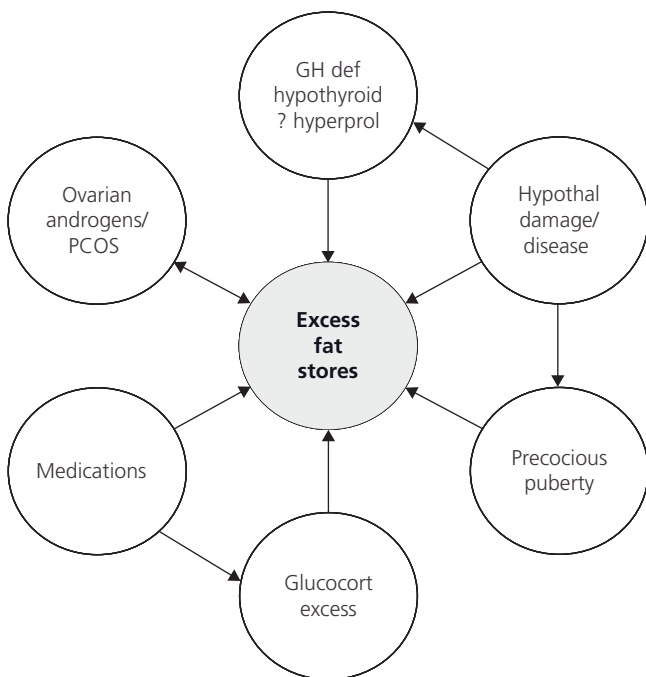 GH def
hypothyroid
? hyperprol
Ovarian
androgens/
PCOS
Hypothal
damage/
disease
Excess
fat
stores
Medications
Precocious
puberty
Glucocort
excess